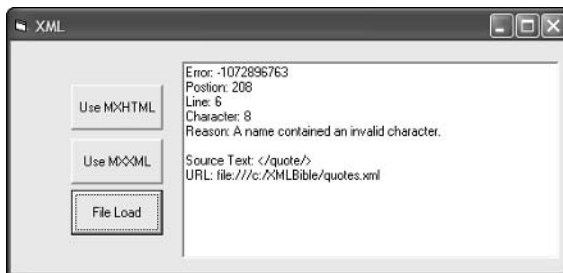 XML
Use MXHTML
Use MXXML
File Load
Error: -1072896763
Postion: 208
Line: 6
Character: 8
Reason: A name contained an invalid character.
Source Text: </quote/>
URL: file:///c:/XMLBible/quotes.xml